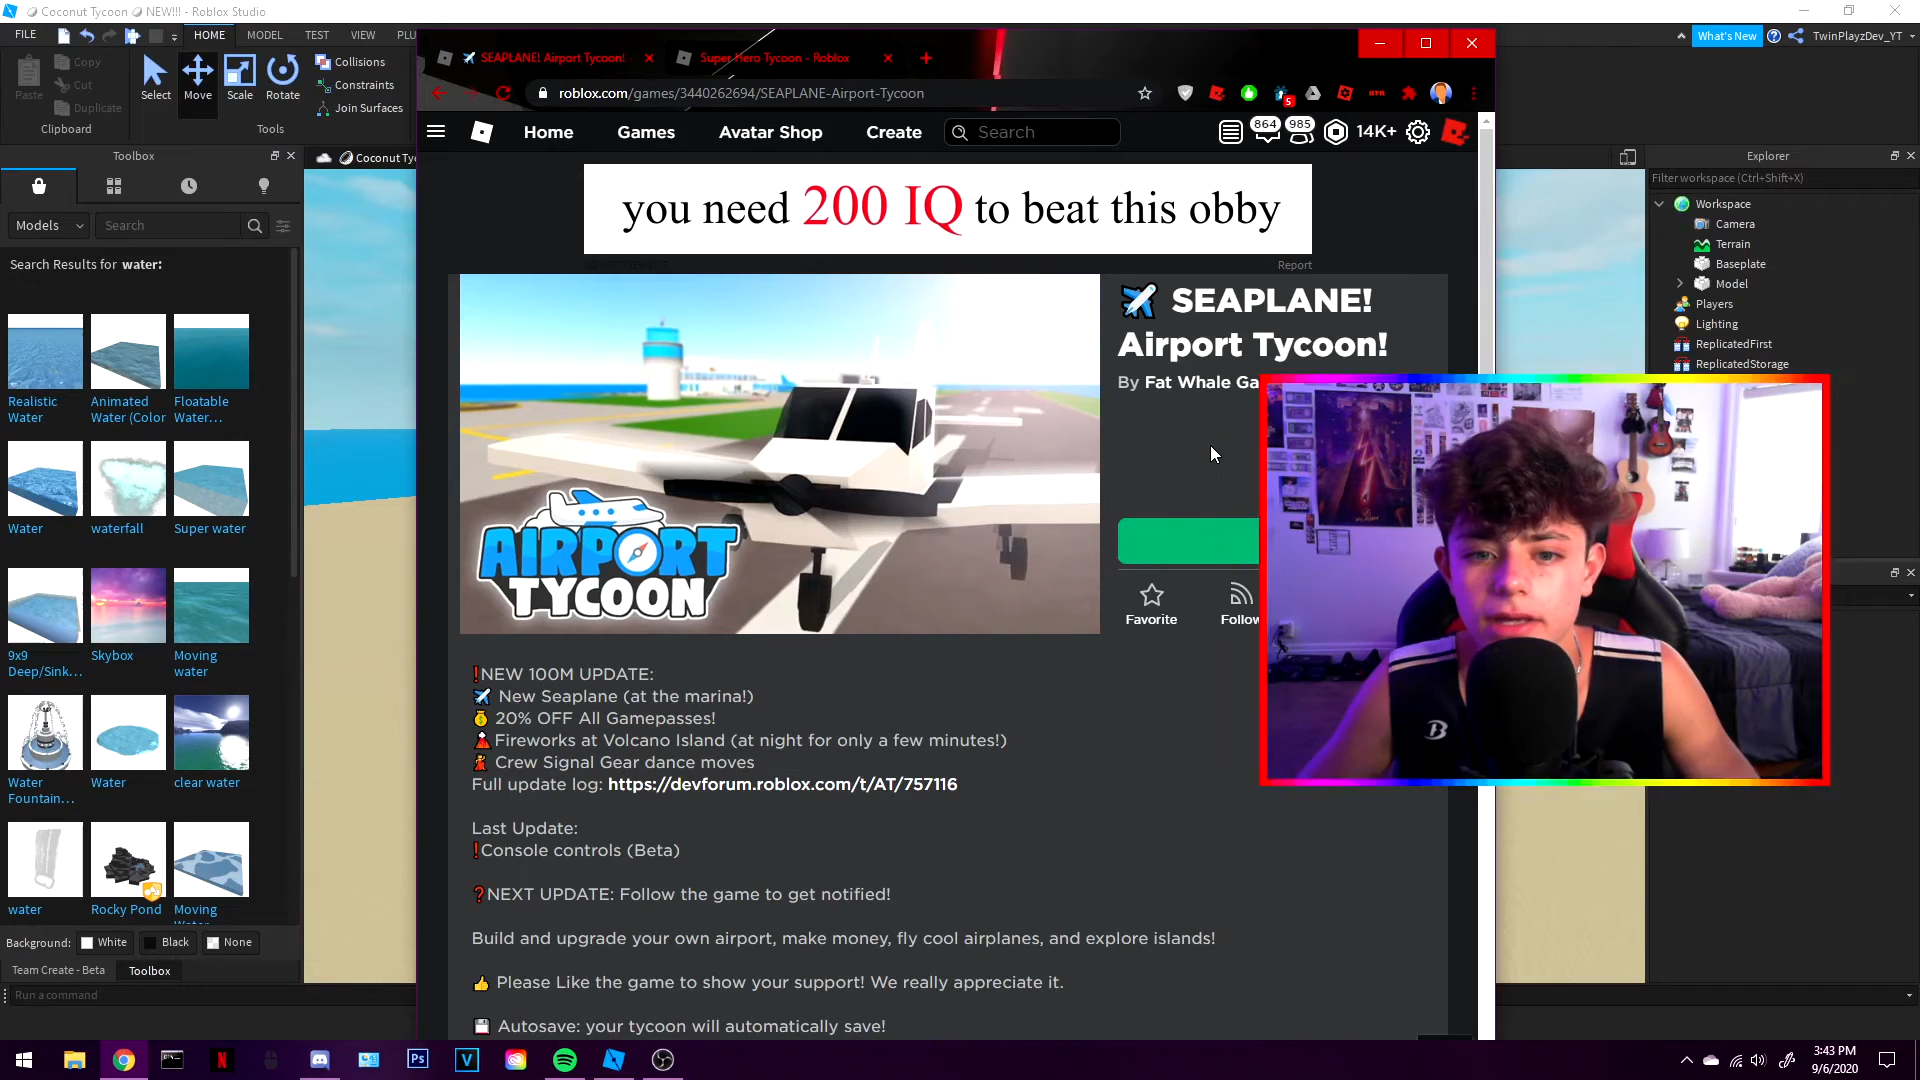 Coconut Tycoon NEW!!! - Roblox Studio
FILE
HOME
MODEL
TEST
VIEW
PLU
What's New
TwinPlayzDev_YT
Paste
Copy
Cut
Duplicate
Clipboard
Select
Move
Scale
Rotate
Tools
Collisions
Constraints
Join Surfaces
SEAPLANE! Airport Tycoon!
Super Hero Tycoon - Roblox
roblox.com/games/3440262694/SEAPLANE-Airport-Tycoon
5
Home
Games
Avatar Shop
Create
Search
864
985
14K+
Toolbox
Coconut Tyc
Models
Search
Search Results for water:
Realistic Water
Animated Water (Color
Floatable Water...
Water
waterfall
Super water
9x9 Deep/Sink...
Skybox
Moving water
Water Fountain...
Water
clear water
water
Rocky Pond
Moving
Background:
White
Black
None
Team Create - Beta
Toolbox
Run a command
you need 200 IQ to beat this obby
Report
AIRPORT
TYCOON
SEAPLANE!
Airport Tycoon!
By Fat Whale Ga
Favorite
Follow
NEW 100M UPDATE:
New Seaplane (at the marina!)
20% OFF All Gamepasses!
Fireworks at Volcano Island (at night for only a few minutes!)
Crew Signal Gear dance moves
Full update log: https://devforum.roblox.com/t/AT/757116
Last Update:
Console controls (Beta)
NEXT UPDATE: Follow the game to get notified!
Build and upgrade your own airport, make money, fly cool airplanes, and explore islands!
Please Like the game to show your support! We really appreciate it.
Autosave: your tycoon will automatically save!
Explorer
Filter workspace (Ctrl+Shift+X)
Workspace
Camera
Terrain
Baseplate
Model
Players
Lighting
ReplicatedFirst
ReplicatedStorage
B
Ps
V
3:43 PM
9/6/2020